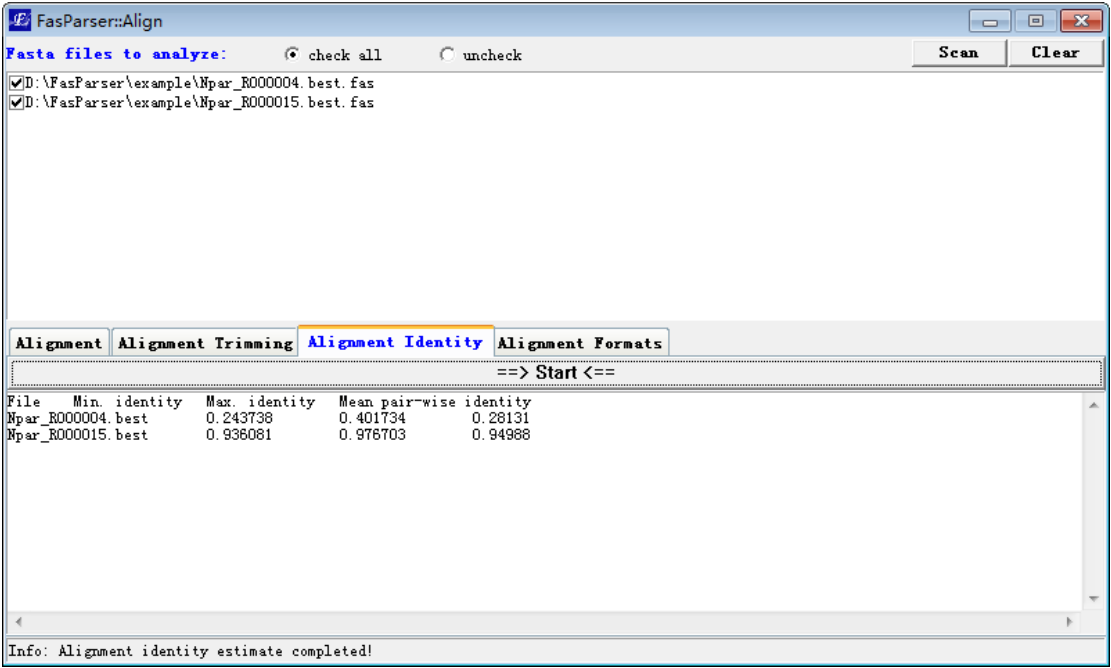 FasParser::Align
Fasta files to analyze: check all uncheck Scan Clear
D:\FasParser\example\Npar_R000004.best.fas
D:\FasParser\example\Npar_R000015.best.fas
Alignment Alignment Trimming Alignment Identity Alignment Formats
==> Start <==
File Min. identity Max. identity Mean pair-wise identity
Npar_R000004.best 0.243738 0.401734 0.28131
Npar_R000015.best 0.936081 0.976703 0.94988
Info: Alignment identity estimate completed!